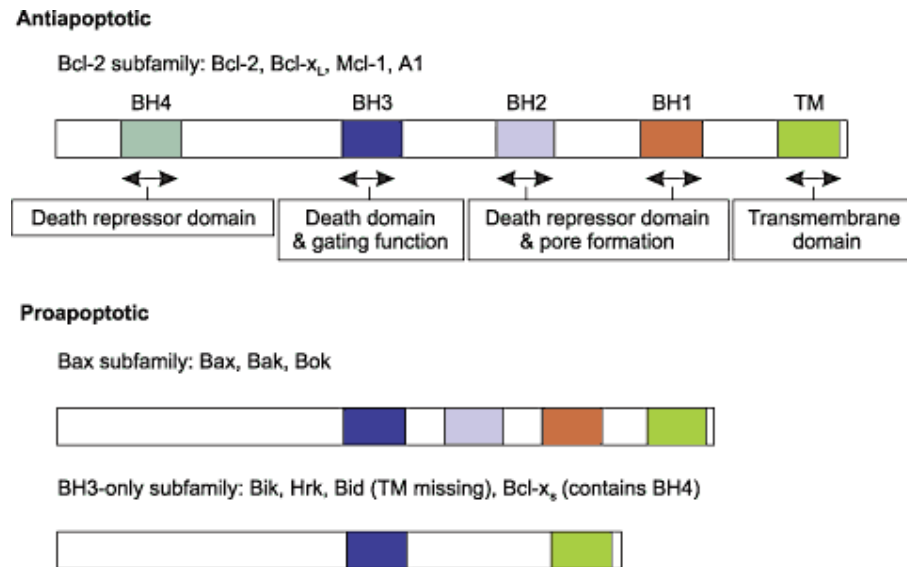 Antiapoptotic
Bcl-2 subfamily: Bcl-2, Bcl-xL, Mcl-1, A1
BH4 BH3 BH2 BH1 TM
Death repressor domain
Death domain
& gating function
Death repressor domain
& pore formation
Transmembrane
domain
Proapoptotic
Bax subfamily: Bax, Bak, Bok
BH3-only subfamily: Bik, Hrk, Bid (TM missing), Bcl-xs (contains BH4)